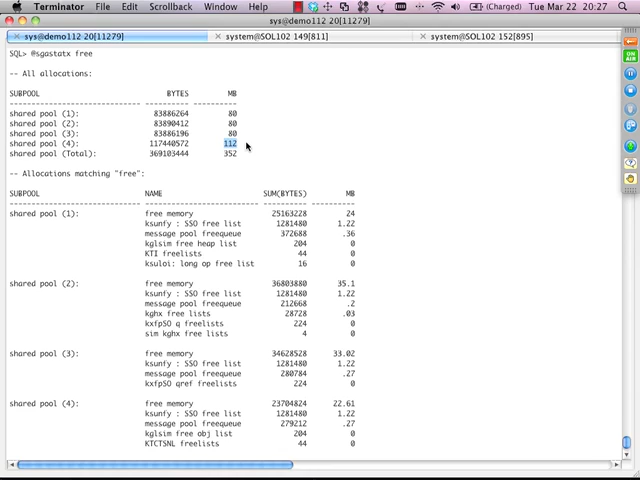 Terminator File Edit Scrollback Window Help (Charged) Tue Mar 22 20:27
sys@demo112 20[11279]
sys@demo112 20[11279] system@SOL102 149[811] system@SOL102 152[895]
SQL> @sgastatx free
-- All allocations:
SUBPOOL BYTES MB
------------------------------ ---------- ----------
shared pool (1): 83886264 80
shared pool (2): 83890412 80
shared pool (3): 83886196 80
shared pool (4): 117440572 112
shared pool (Total): 369103444 352
-- Allocations matching "free":
SUBPOOL NAME SUM(BYTES) MB
------------------------------ -------------------------- ---------- ----------
shared pool (1): free memory 25163228 24
ksunfy : SSO free list 1281480 1.22
message pool freequeue 372688 .36
kglsim free heap list 204 0
KTI freelists 44 0
ksuloi: long op free list 16 0
shared pool (2): free memory 36803880 35.1
ksunfy : SSO free list 1281480 1.22
message pool freequeue 212668 .2
kghx free lists 28728 .03
kxfpSO q freelists 224 0
sim kghx free lists 4 0
shared pool (3): free memory 34628528 33.02
ksunfy : SSO free list 1281480 1.22
message pool freequeue 280784 .27
kxfpSO qref freelists 224 0
shared pool (4): free memory 23704824 22.61
ksunfy : SSO free list 1281480 1.22
message pool freequeue 279212 .27
kglsim free obj list 204 0
KTCTSNL freelists 44 0
ON AIR